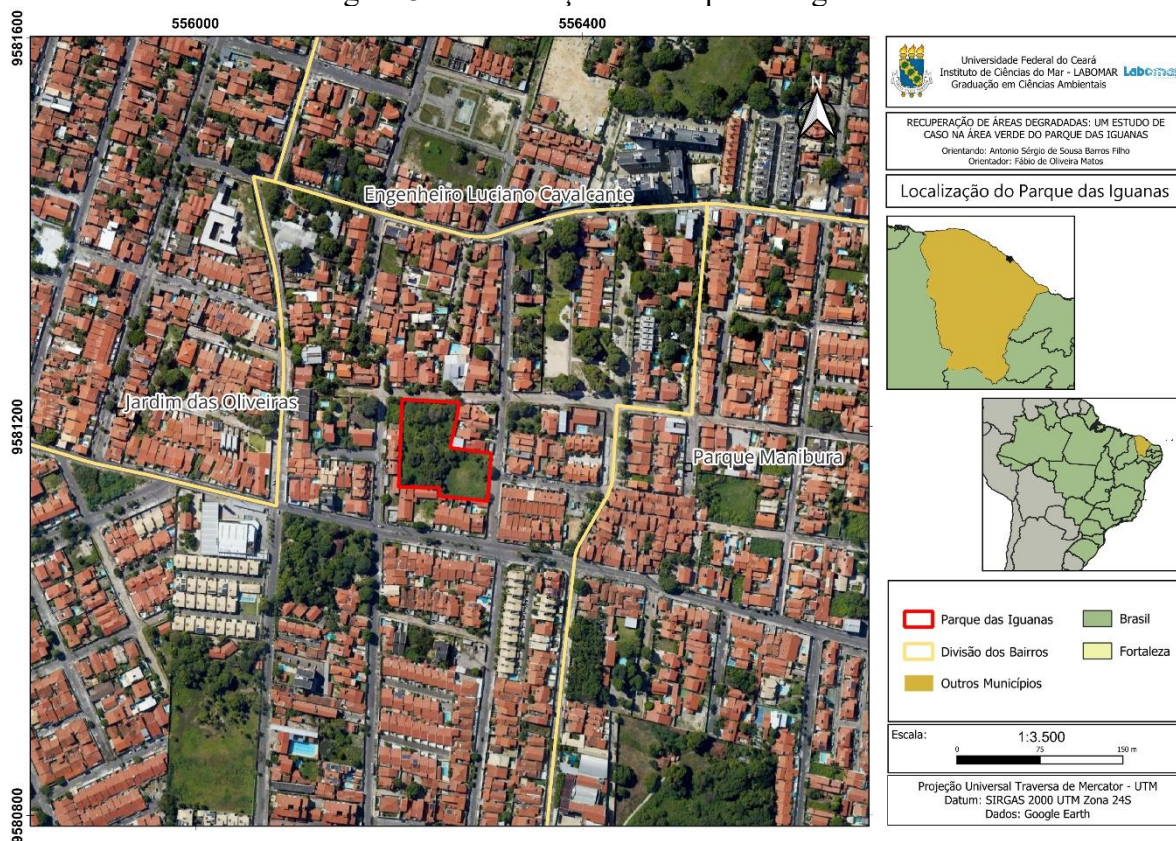 556000
556400
9581600
9581200
9580800
N
Engenheiro Luciano Cavalcante
Jardim das Oliveiras
Parque Manibura
Universidade Federal do Ceará
Instituto de Ciências do Mar - LABOMAR
Graduação em Ciências Ambientais
Labomar
RECUPERAÇÃO DE ÁREAS DEGRADADAS: UM ESTUDO DE
CASO NA ÁREA VERDE DO PARQUE DAS IGUANAS
Orientando: Antonio Sérgio de Sousa Barros Filho
Orientador: Fábio de Oliveira Matos
Localização do Parque das Iguanas
Parque das Iguanas
Divisão dos Bairros
Outros Municípios
Brasil
Fortaleza
Escala:
1:3.500
0 75 150 m
Projeção Universal Traversa de Mercator - UTM
Datum: SIRGAS 2000 UTM Zona 24S
Dados: Google Earth